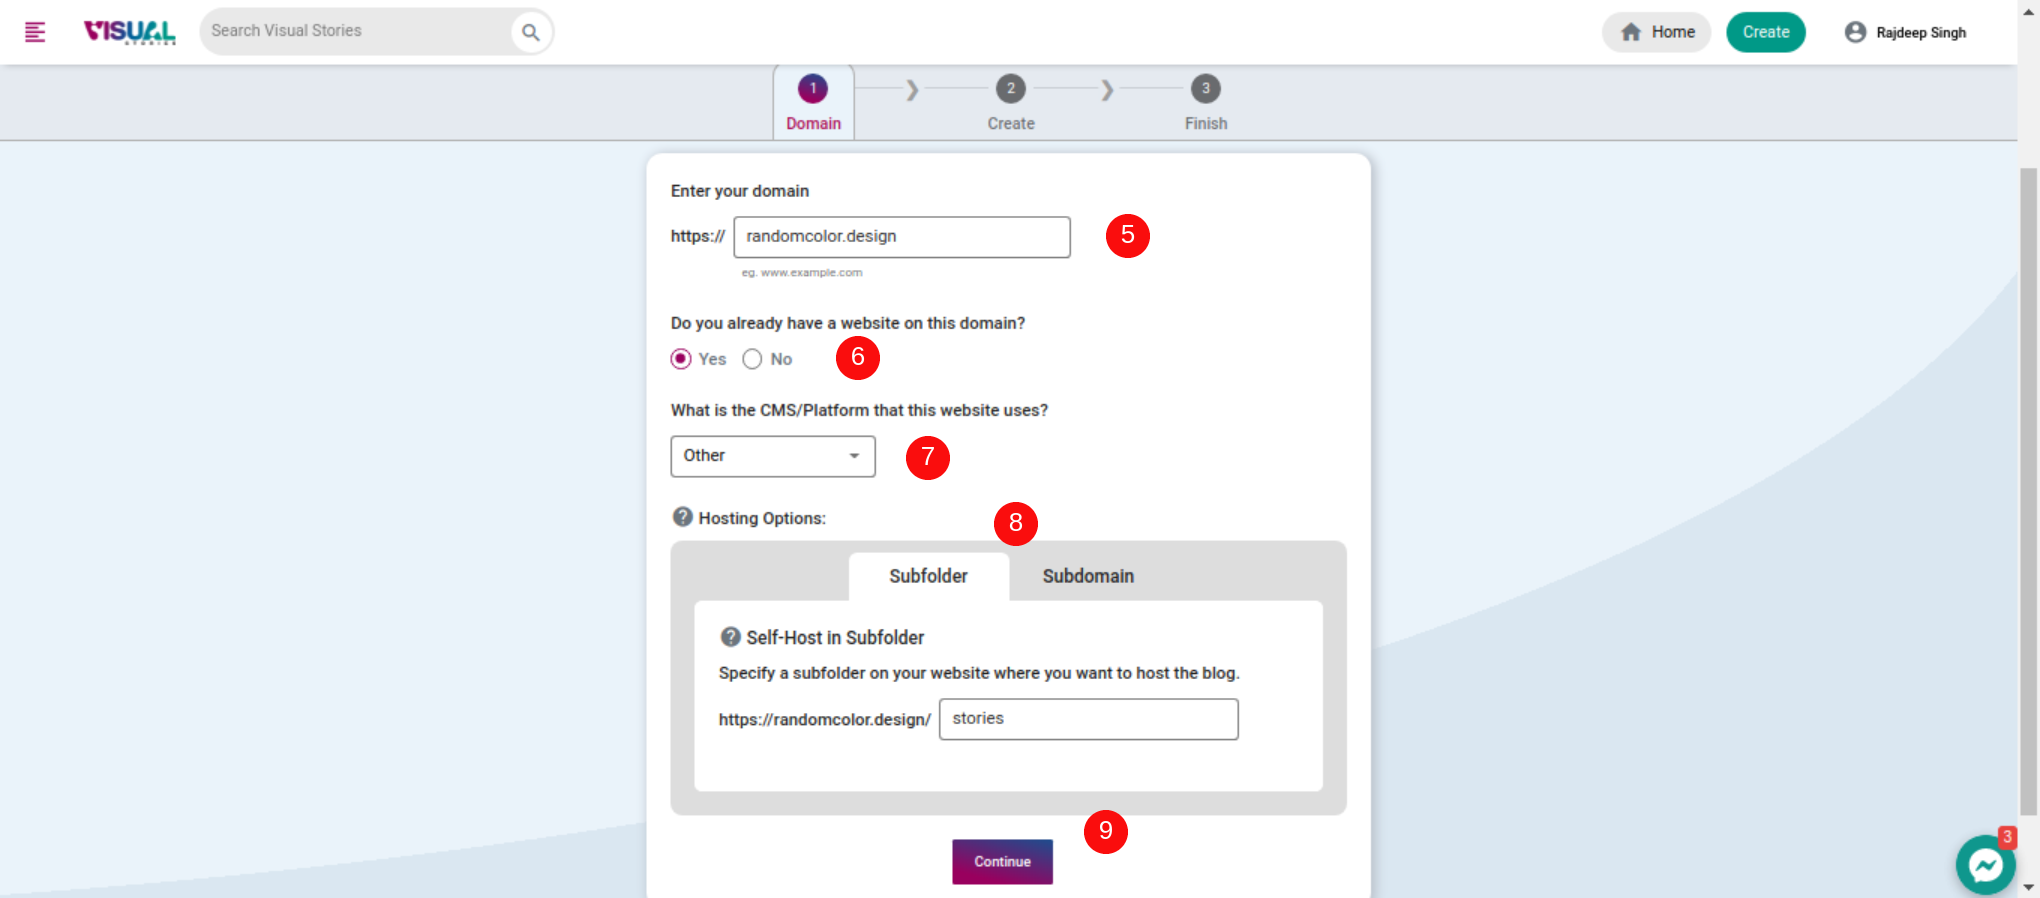 VISUAL
STORIES
Search Visual Stories
Home
Create
Rajdeep Singh
1
2
3
Domain
Create
Finish
Enter your domain
https:// randomcolor.design
5
eg. www.example.com
Do you already have a website on this domain?
Yes No
6
What is the CMS/Platform that this website uses?
Other
7
? Hosting Options:
8
Subfolder Subdomain
? Self-Host in Subfolder
Specify a subfolder on your website where you want to host the blog.
https://randomcolor.design/ stories
9
Continue
3